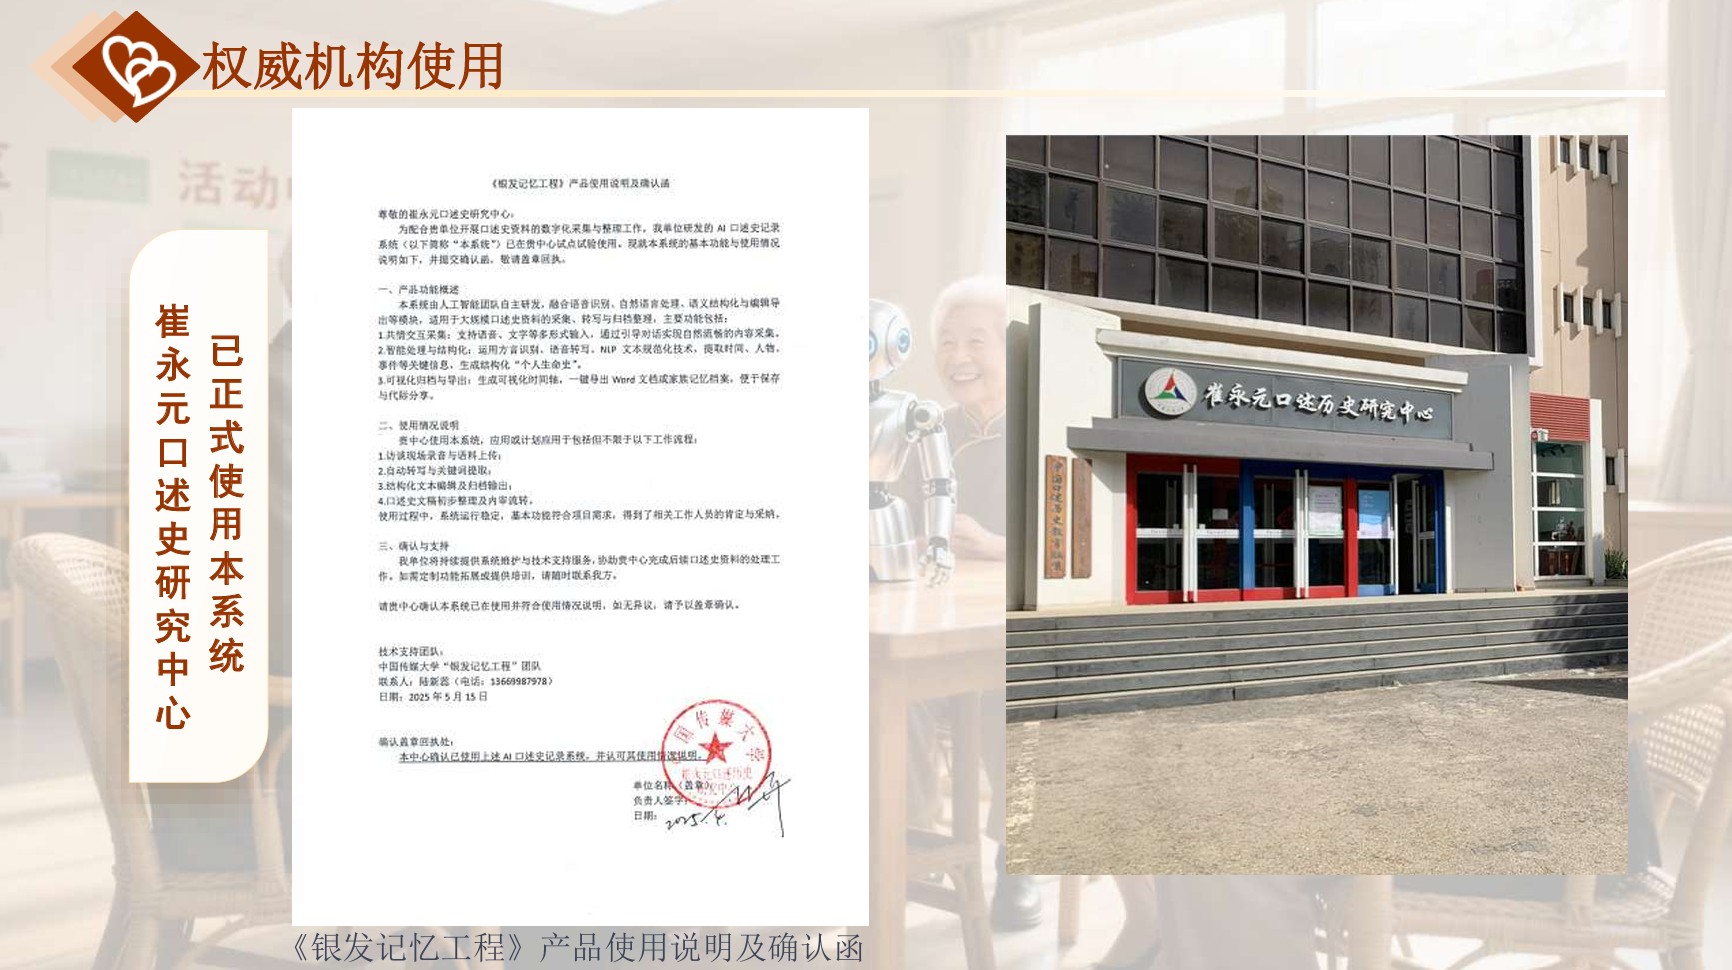 权威机构使用
活动
崔永元口述史研究中心
已正式使用本系统
《银发记忆工程》产品使用说明及确认函
尊敬的崔永元口述史研究中心：
为配合贵单位开展口述史资料的数字化采集与整理工作，我单位研发的 AI 口述史记录
系统（以下简称“本系统”）已在贵中心试点试验使用。现就本系统的基本功能与使用情况
说明如下，并提交确认函，敬请盖章回执。
一、产品功能概述
本系统由人工智能团队自主研发，融合语音识别、自然语言处理、语义结构化与编辑导
出等模块，适用于大规模口述史资料的采集、转写与归档整理，主要功能包括：
1.共情交互采集：支持语音、文字等多形式输入，通过引导对话实现自然流畅的内容采集。
2.智能处理与结构化：运用方言识别、语音转写、NLP 文本规范化技术，提取时间、人物、
事件等关键信息，生成结构化“个人生命史”。
3.可视化归档与导出：生成可视化时间轴，一键导出 Word 文档或家族记忆档案，便于保存
与代际分享。
二、使用情况说明
贵中心使用本系统，应用或计划应用于包括但不限于以下工作流程：
1.访谈现场录音与语料上传；
2.自动转写与关键词提取；
3.结构化文本编辑及归档输出；
4.口述史文稿初步整理及内审流转。
使用过程中，系统运行稳定，基本功能符合项目需求，得到了相关工作人员的肯定与采纳。
三、确认与支持
我单位将持续提供系统维护与技术支持服务，协助贵中心完成后续口述史资料的处理工
作。如需定制功能拓展或提供培训，请随时联系我方。
请贵中心确认本系统已在使用并符合使用情况说明，如无异议，请予以盖章确认。
技术支持团队：
中国传媒大学“银发记忆工程”团队
联系人：陆新蕊（电话：13669987978）
日期：2025 年 5 月 15 日
确认盖章回执处：
本中心确认已使用上述 AI 口述史记录系统，并认可其使用情况说明。
单位名称（盖章）
负责人签字：
日期：
国传媒大学
崔永元口述历史
研究中心
崔永元口述历史研究中心
《银发记忆工程》产品使用说明及确认函